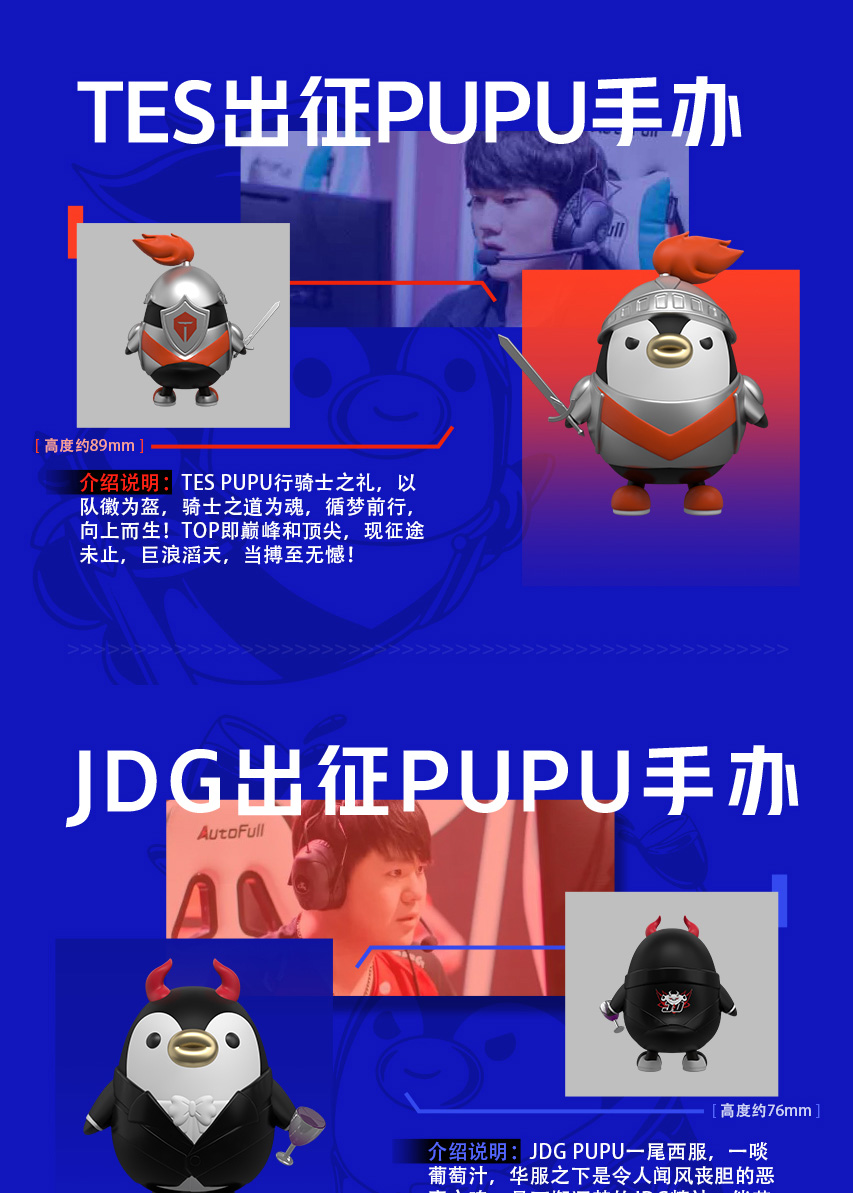 TES出征PUPU手办
[ 高度约89mm ]
介绍说明：TES PUPU行骑士之礼，以
队徽为盔，骑士之道为魂，循梦前行，
向上而生！TOP即巅峰和顶尖，现征途
未止，巨浪滔天，当搏至无憾！
>>>>>>>>>>>>>>>>>>>>>>>>>>>>>>>>>>>>>>>>>>>>>>>>>>>>>>>>>>>>
JDG出征PUPU手办
AutoFull
[ 高度约76mm ]
介绍说明：JDG PUPU一尾西服，一啖
葡萄汁，华服之下是令人闻风丧胆的恶